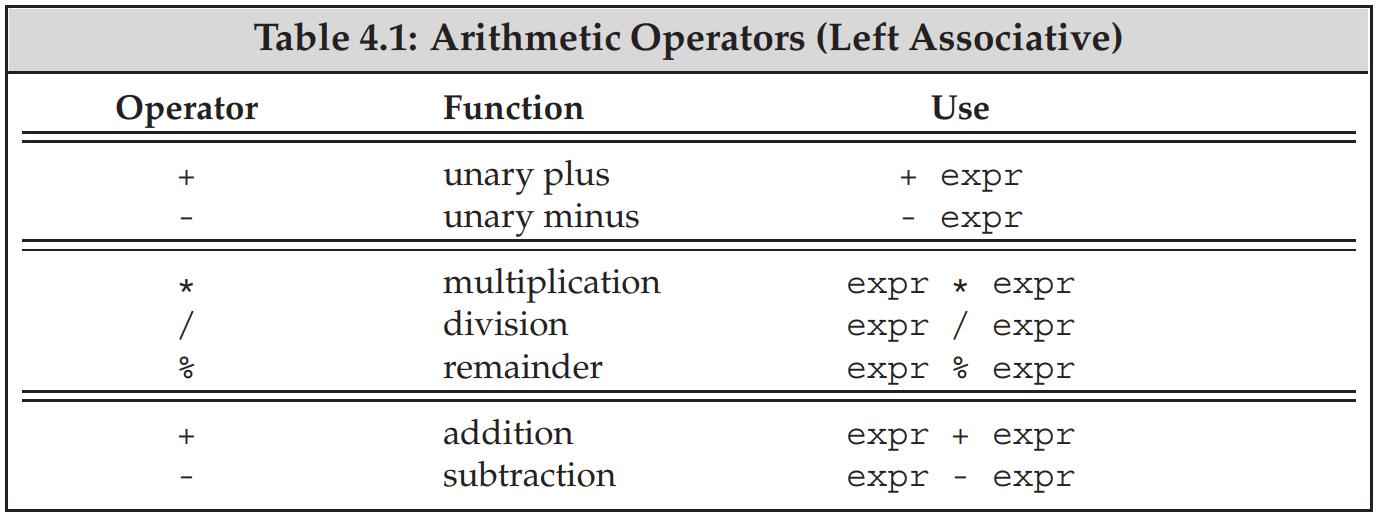 Table 4.1: Arithmetic Operators (Left Associative)
Operator Function Use
+ unary plus + expr
- unary minus - expr
* multiplication expr * expr
/ division expr / expr
% remainder expr % expr
+ addition expr + expr
- subtraction expr - expr